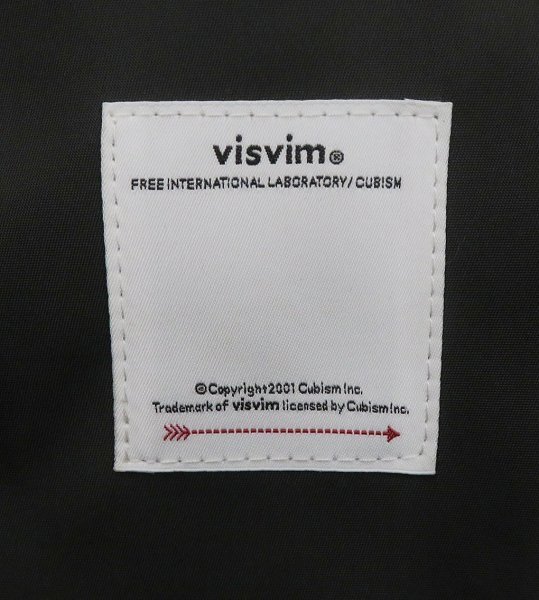 visvim®
FREE INTERNATIONAL LABORATORY/ CUBISM
©Copyright2001 Cubism Inc.
Trademark of visvim licensed by Cubism Inc.